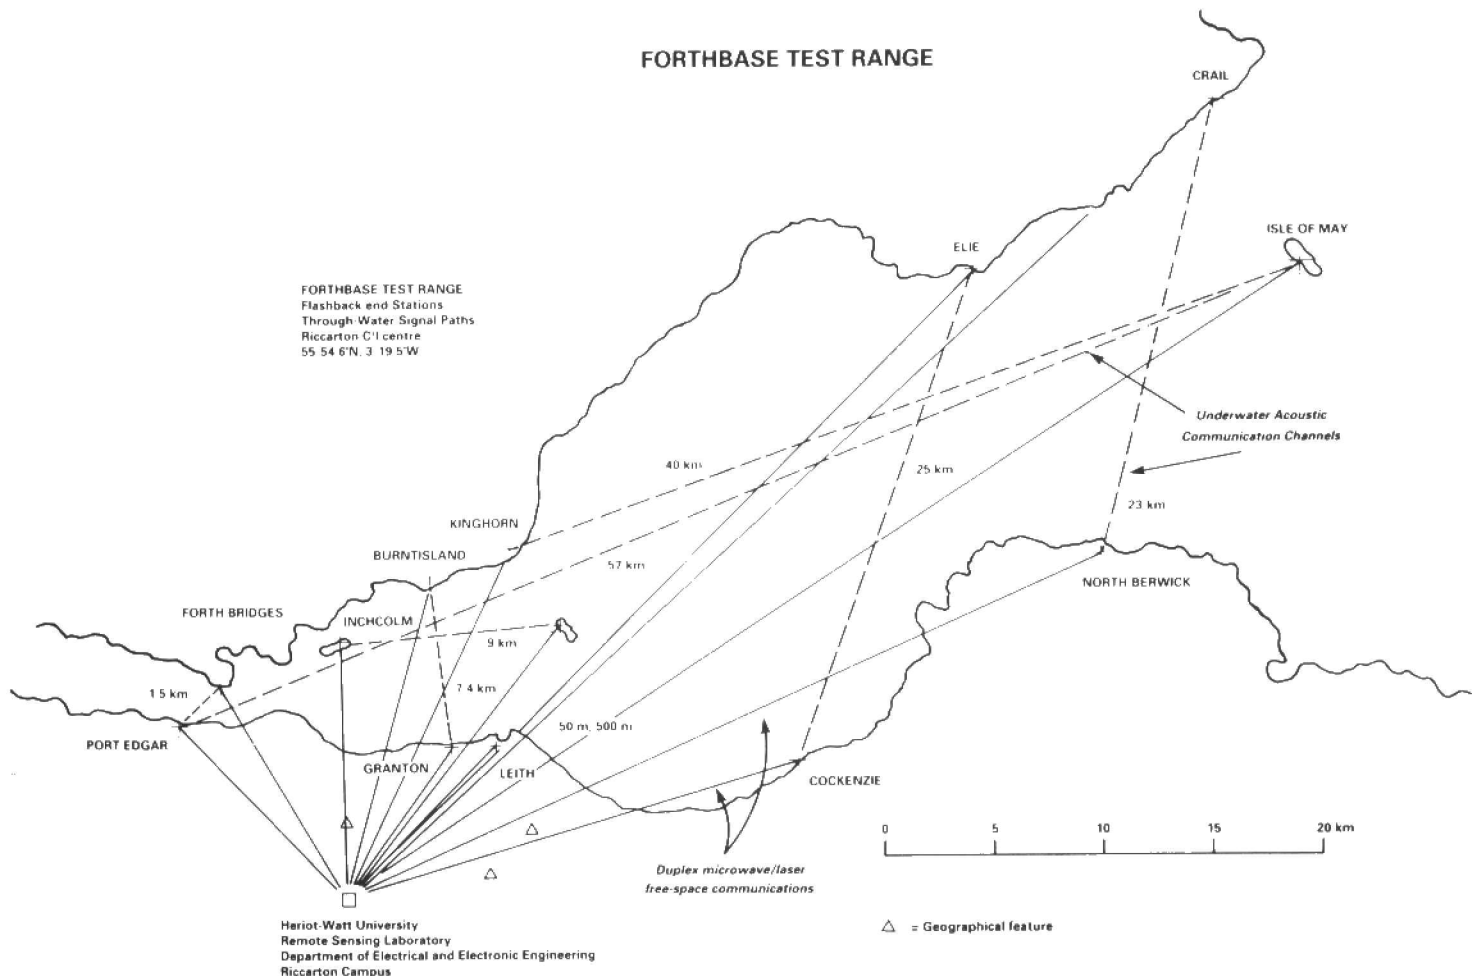 FORTHBASE TEST RANGE
CRAIL
ISLE OF MAY
ELIE
FORTHBASE TEST RANGE
Flashback end Stations
Through-Water Signal Paths
Riccarton C'l centre
55 54 6'N, 3 19 5'W
Underwater Acoustic
Communication Channels
40 km
25 km
23 km
KINGHORN
BURNTISLAND
57 km
NORTH BERWICK
FORTH BRIDGES
INCHCOLM
9 km
1 5 km
7 4 km
50 m, 500 m
PORT EDGAR
GRANTON
LEITH
COCKENZIE
0 5 10 15 20 km
Duplex microwave/laser
free-space communications
Heriot-Watt University
Remote Sensing Laboratory
Department of Electrical and Electronic Engineering
Riccarton Campus
△ = Geographical feature